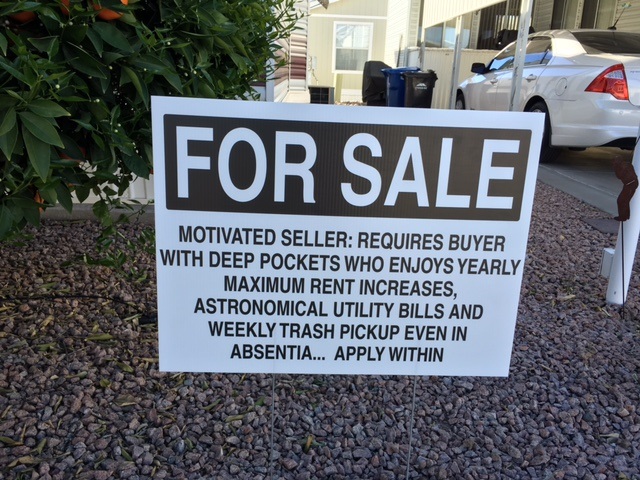 FOR SALE
MOTIVATED SELLER: REQUIRES BUYER
WITH DEEP POCKETS WHO ENJOYS YEARLY
MAXIMUM RENT INCREASES,
ASTRONOMICAL UTILITY BILLS AND
WEEKLY TRASH PICKUP EVEN IN
ABSENTIA... APPLY WITHIN